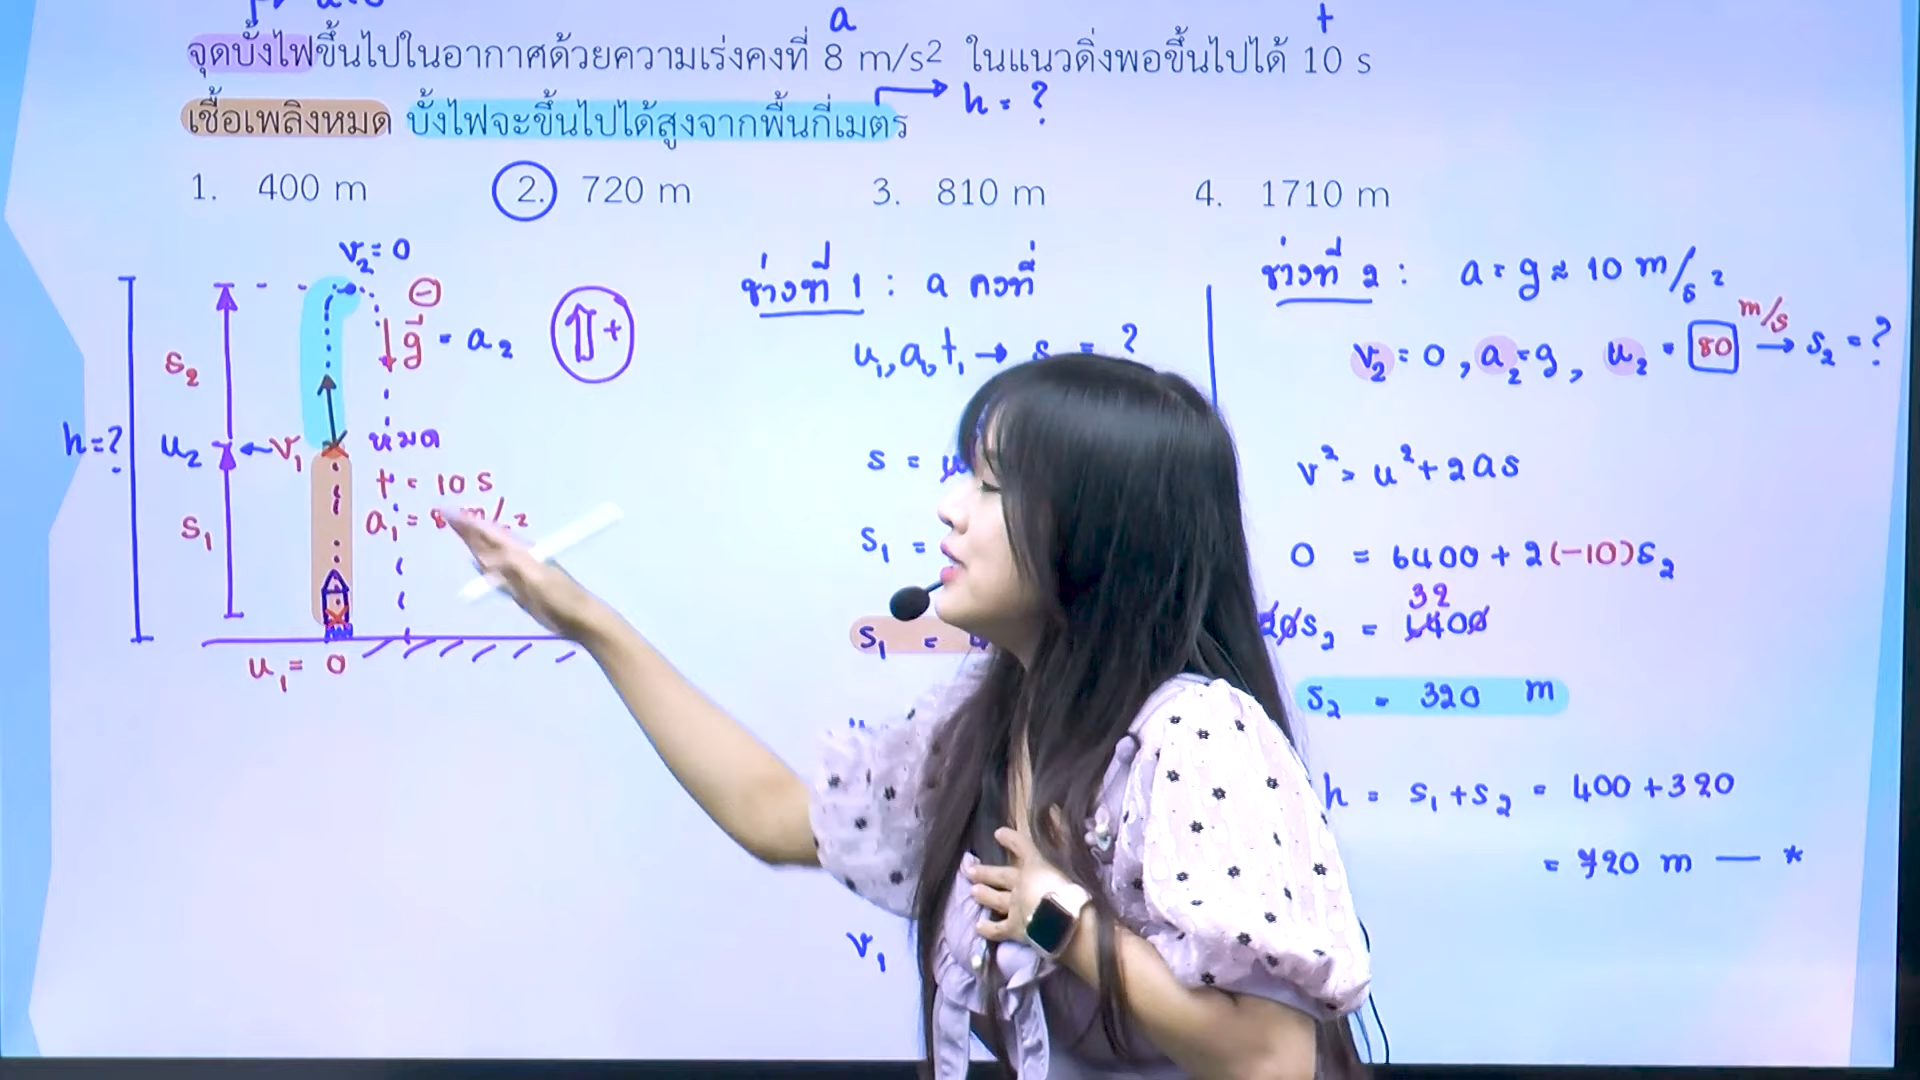 a
t
จุดบั้งไฟขึ้นไปในอากาศด้วยความเร่งคงที่ 8 m/s2 ในแนวดิ่งพอขึ้นไปได้ 10 s
เชื้อเพลิงหมด บั้งไฟจะขึ้นไปได้สูงจากพื้นกี่เมตร
h = ?
1. 400 m 2. 720 m 3. 810 m 4. 1710 m
v₂ = 0
g = a₂
+
s₂
h = ?
u₂ ← v₁
หมด
t = 10 s
a₁ =
s₁
u₁ = 0
ช่วงที่ 1 : a คงที่
u₁, a₁, t₁ → s = ?
s =
s₁ =
s₁ =
v₁
ช่วงที่ 2 : a = g ≈ 10 m/s²
m/s
v₂ = 0, a₂ = g, u₂ = 80 → s₂ = ?
v² = u² + 2as
0 = 6400 + 2(-10)s₂
32
20s₂ = 6400
s₂ = 320 m
h = s₁ + s₂ = 400 + 320
= 720 m — *